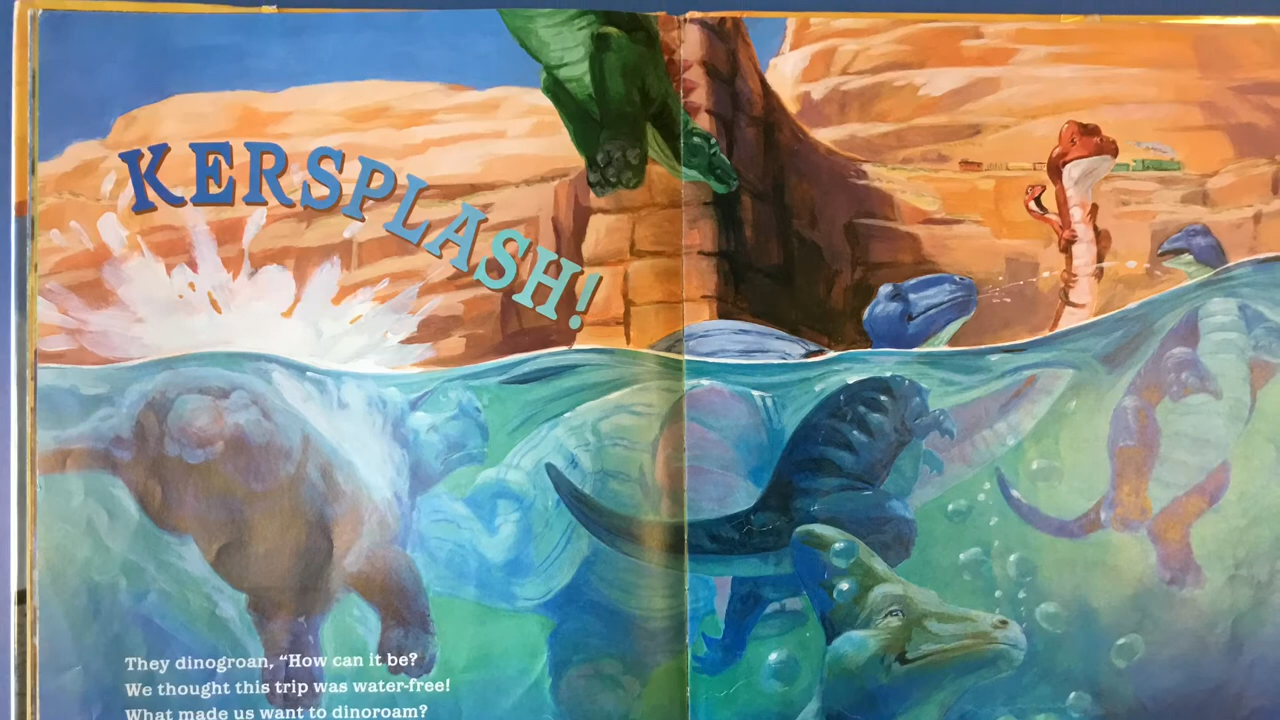 KERSPLASH!
They dinogroan, “How can it be?
We thought this trip was water-free!
What made us want to dinoroam?